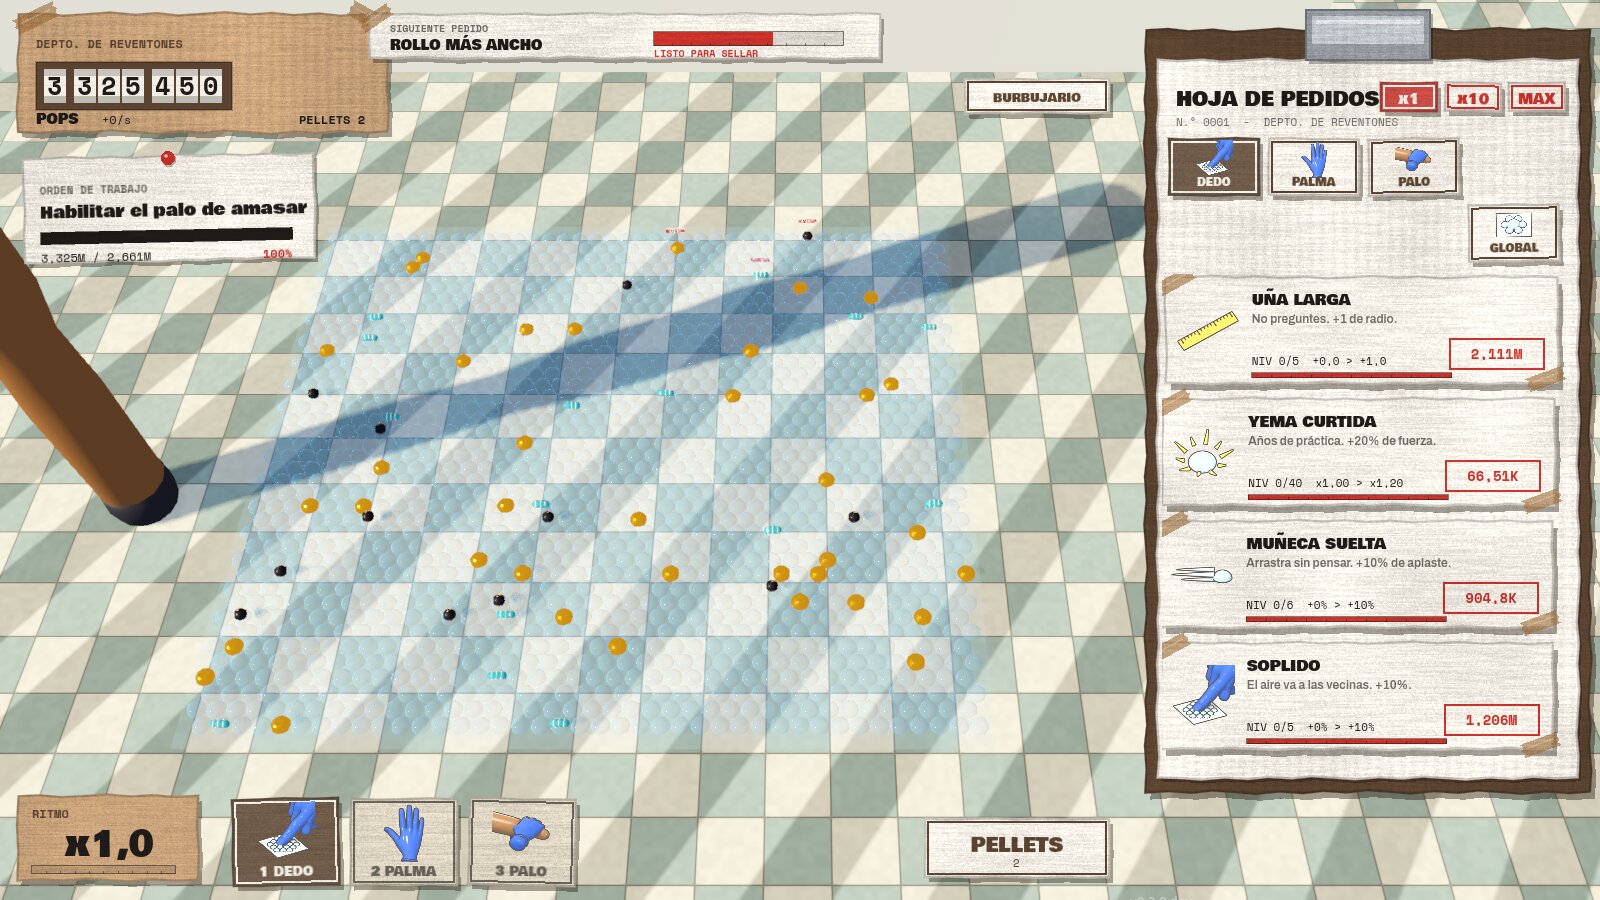 DEPTO. DE REVENTONES
3 325 450
POPS +0/s PELLETS 2
SIGUIENTE PEDIDO
ROLLO MÁS ANCHO
LISTO PARA SELLAR
ORDEN DE TRABAJO
Habilitar el palo de amasar
3,325M / 2,661M 100%
BURBUJARIO
HOJA DE PEDIDOS
x1
x10
MAX
N.° 0001 - DEPTO. DE REVENTONES
DEDO
PALMA
PALO
GLOBAL
UÑA LARGA
No preguntes. +1 de radio.
NIV 0/5 +0,0 > +1,0
2,111M
YEMA CURTIDA
Años de práctica. +20% de fuerza.
NIV 0/40 x1,00 > x1,20
66,51K
MUÑECA SUELTA
Arrastra sin pensar. +10% de aplaste.
NIV 0/6 +0% > +10%
904,8K
SOPLIDO
El aire va a las vecinas. +10%.
NIV 0/5 +0% > +10%
1,206M
RITMO
x1,0
1 DEDO
2 PALMA
3 PALO
PELLETS
2